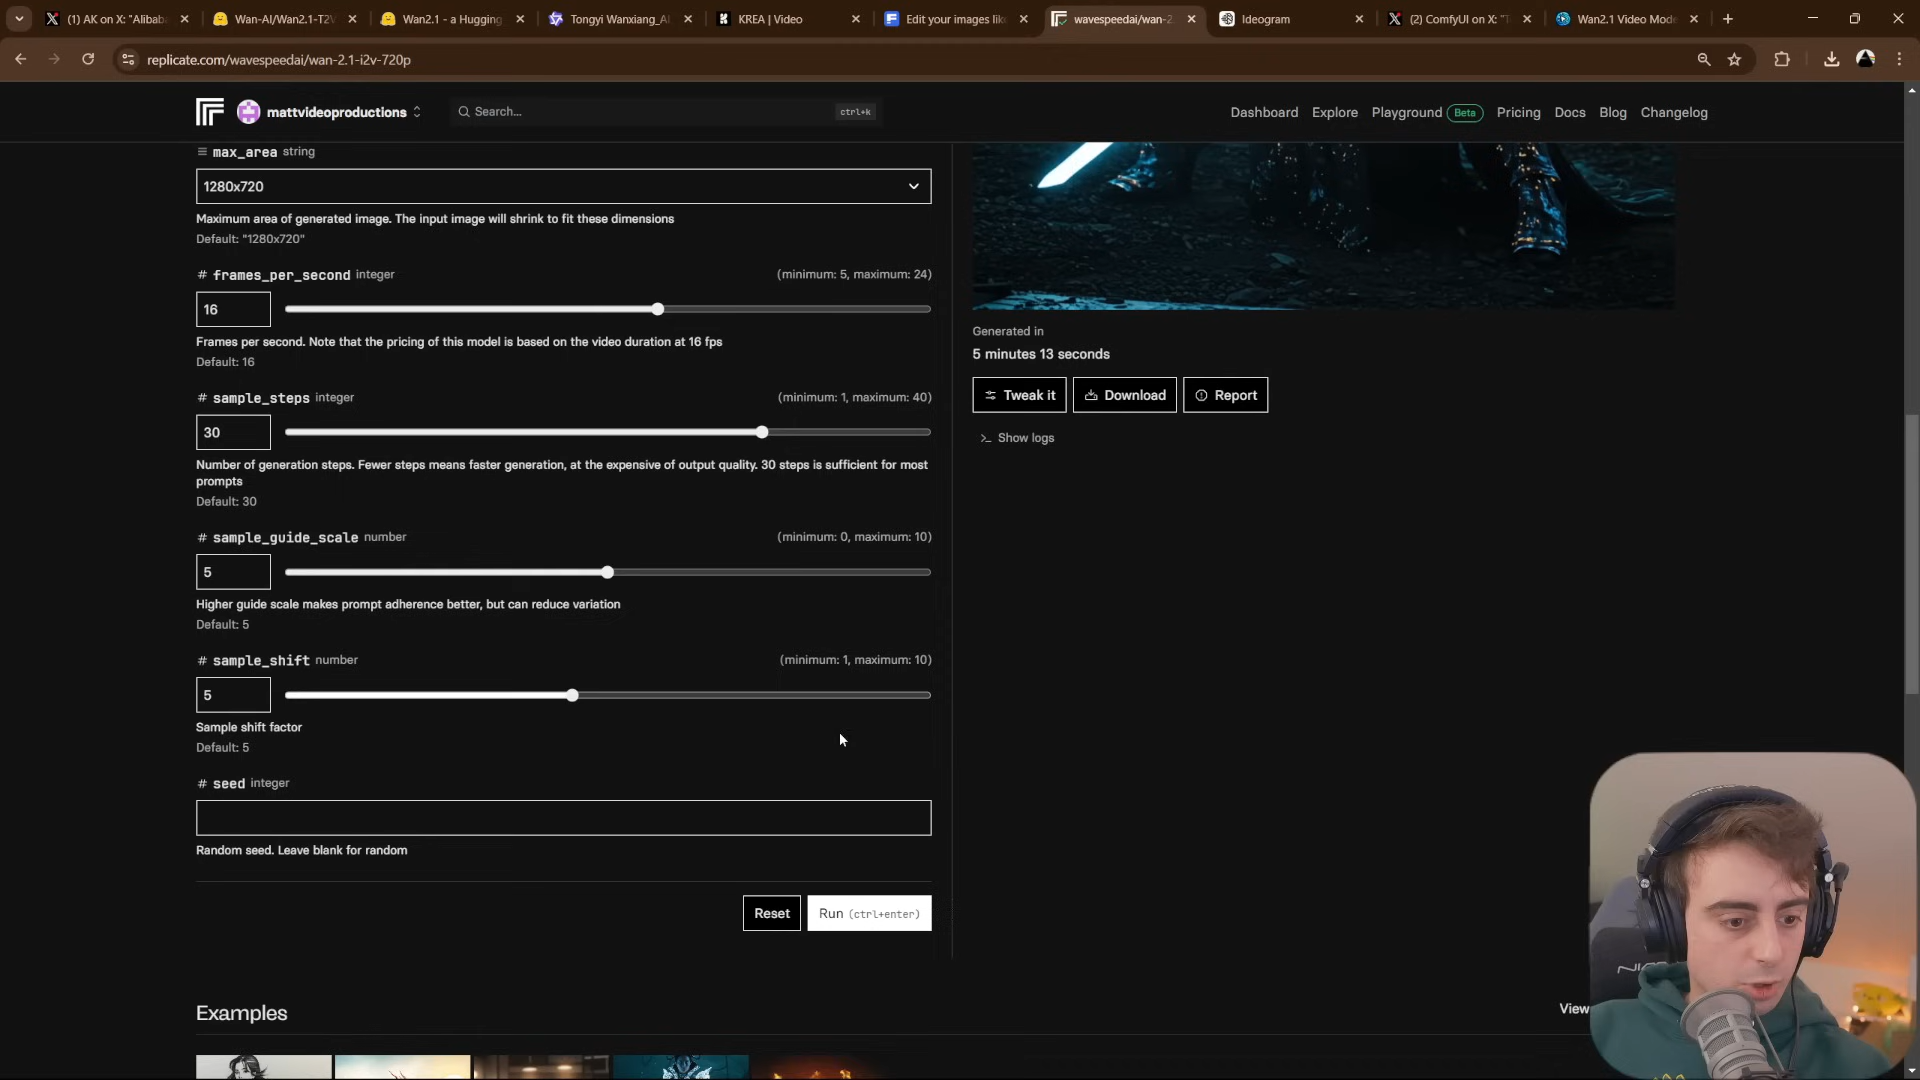 (1) AK on X: "Alibab
Wan-AI/Wan2.1-T2V
Wan2.1 - a Hugging
Tongyi Wanxiang_AI
KREA | Video
Edit your images like
wavespeedai/wan-2.
Ideogram
(2) ComfyUI on X: "T
Wan2.1 Video Mode
replicate.com/wavespeedai/wan-2.1-i2v-720p
mattvideoproductions
Search...
ctrl+k
Dashboard
Explore
Playground Beta
Pricing
Docs
Blog
Changelog
max_area string
1280x720
Maximum area of generated image. The input image will shrink to fit these dimensions
Default: "1280x720"
# frames_per_second integer
(minimum: 5, maximum: 24)
16
Frames per second. Note that the pricing of this model is based on the video duration at 16 fps
Default: 16
# sample_steps integer
(minimum: 1, maximum: 40)
30
Number of generation steps. Fewer steps means faster generation, at the expensive of output quality. 30 steps is sufficient for most
prompts
Default: 30
# sample_guide_scale number
(minimum: 0, maximum: 10)
5
Higher guide scale makes prompt adherence better, but can reduce variation
Default: 5
# sample_shift number
(minimum: 1, maximum: 10)
5
Sample shift factor
Default: 5
# seed integer
Random seed. Leave blank for random
Reset
Run (ctrl+enter)
Generated in
5 minutes 13 seconds
Tweak it
Download
Report
>_ Show logs
Examples
View